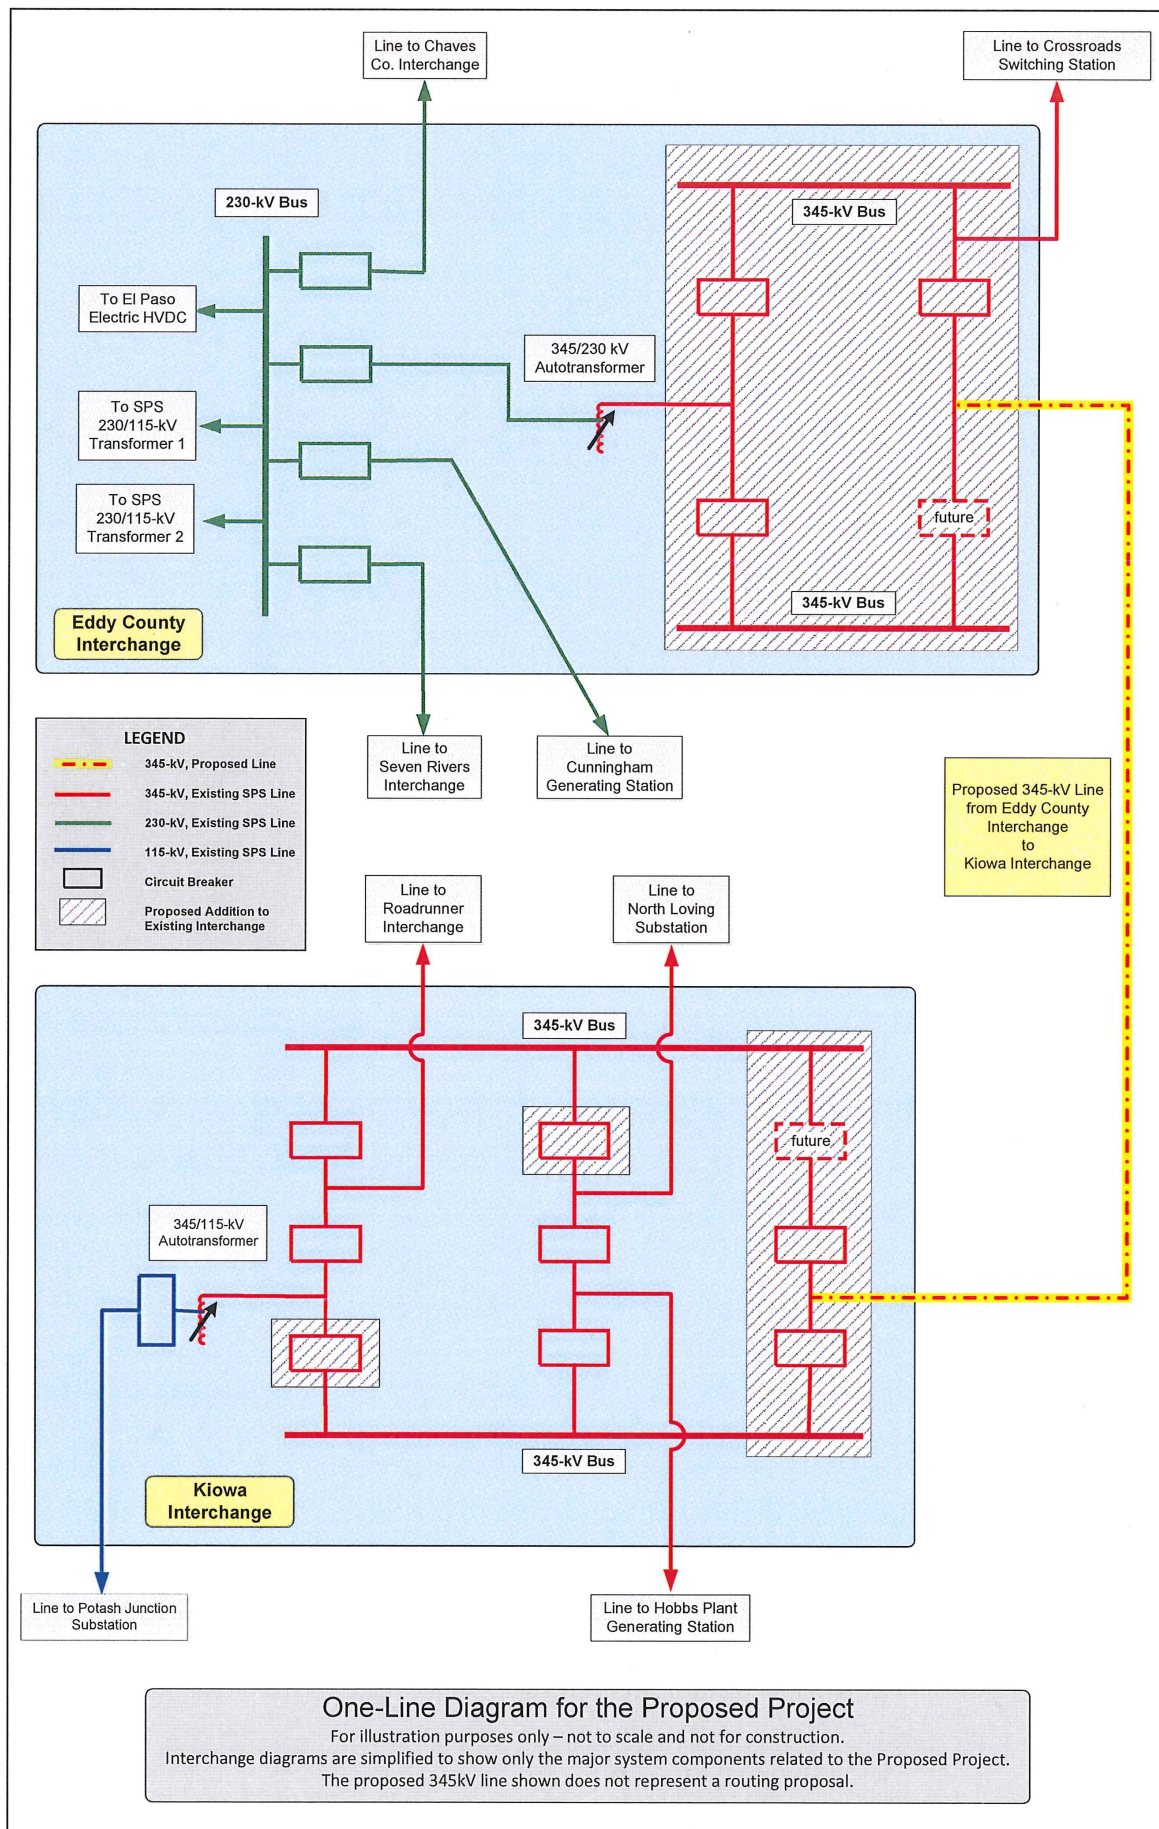 Line to Chaves
Co. Interchange
Line to Crossroads
Switching Station
230-kV Bus
345-kV Bus
To El Paso
Electric HVDC
345/230 kV
Autotransformer
To SPS
230/115-kV
Transformer 1
To SPS
230/115-kV
Transformer 2
future
345-kV Bus
Eddy County
Interchange
LEGEND
345-kV, Proposed Line
345-kV, Existing SPS Line
230-kV, Existing SPS Line
115-kV, Existing SPS Line
Circuit Breaker
Proposed Addition to
Existing Interchange
Line to
Seven Rivers
Interchange
Line to
Cunningham
Generating Station
Proposed 345-kV Line
from Eddy County
Interchange
to
Kiowa Interchange
Line to
Roadrunner
Interchange
Line to
North Loving
Substation
345-kV Bus
future
345/115-kV
Autotransformer
345-kV Bus
Kiowa
Interchange
Line to Potash Junction
Substation
Line to Hobbs Plant
Generating Station
One-Line Diagram for the Proposed Project
For illustration purposes only – not to scale and not for construction.
Interchange diagrams are simplified to show only the major system components related to the Proposed Project.
The proposed 345kV line shown does not represent a routing proposal.